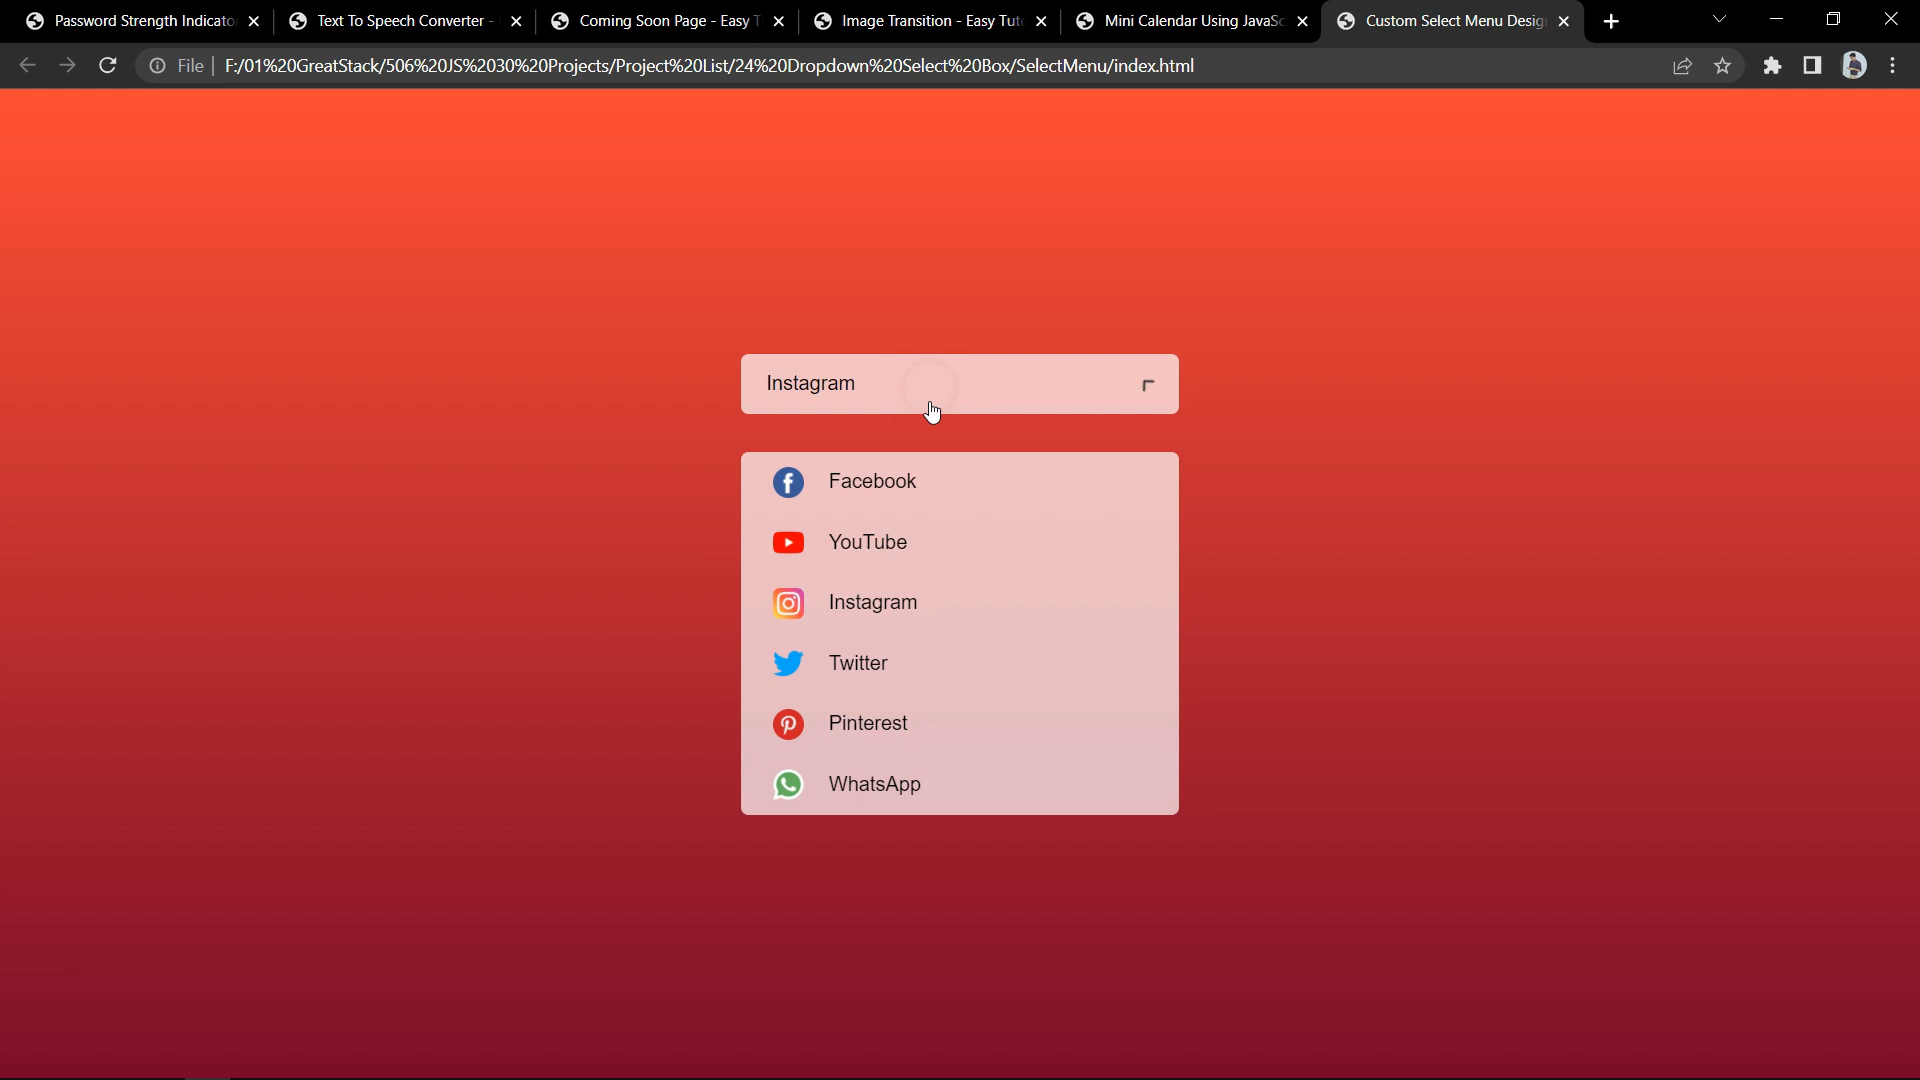 Password Strength Indicato
Text To Speech Converter -
Coming Soon Page - Easy T
Image Transition - Easy Tut
Mini Calendar Using JavaSc
Custom Select Menu Desig
File
F:/01%20GreatStack/506%20JS%2030%20Projects/Project%20List/24%20Dropdown%20Select%20Box/SelectMenu/index.html
Instagram
Facebook
YouTube
Instagram
Twitter
Pinterest
WhatsApp